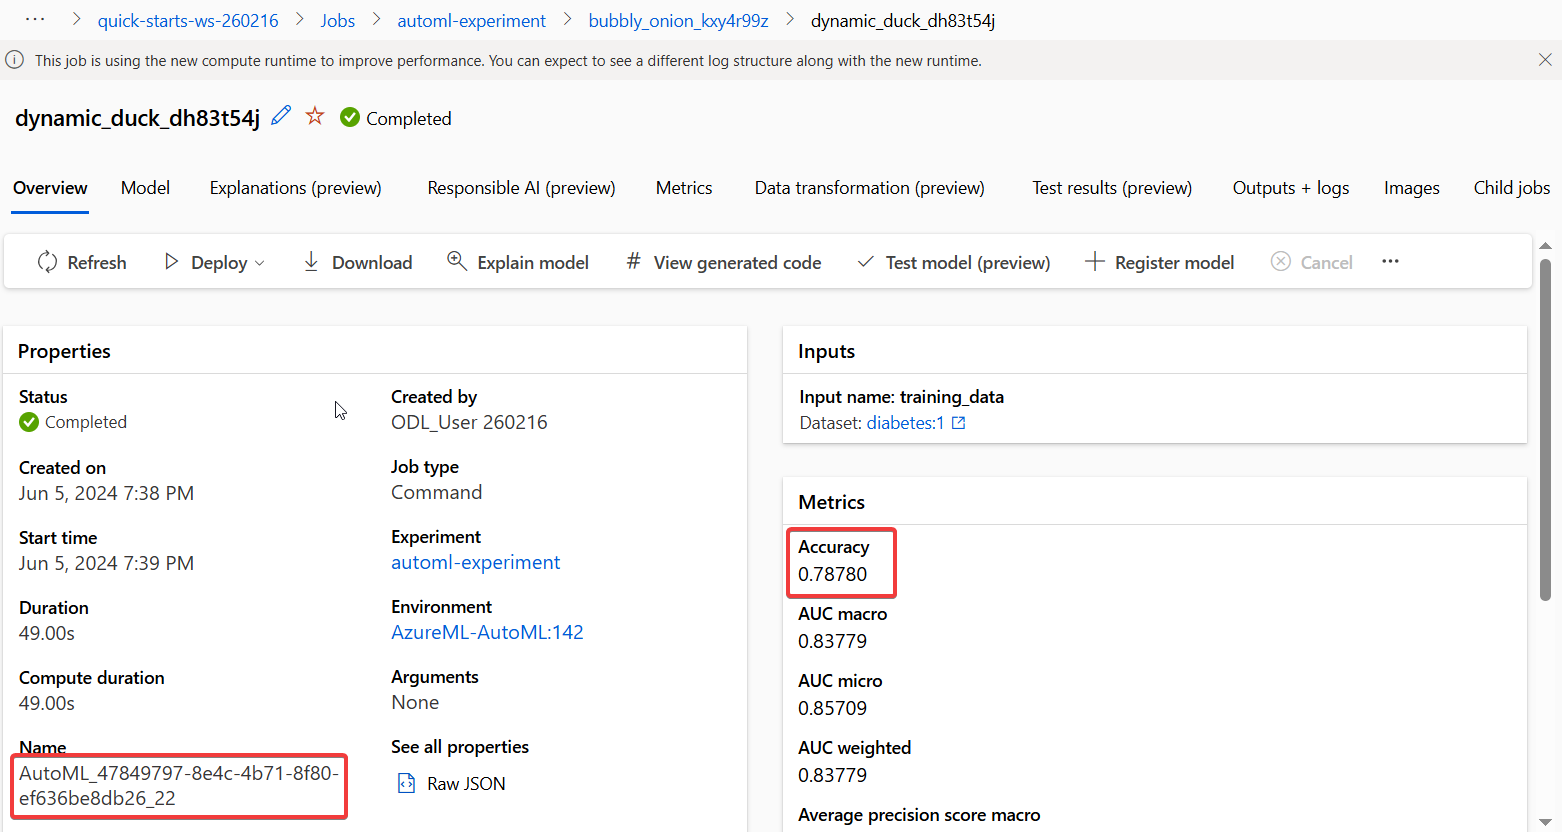 ··· > quick-starts-ws-260216 > Jobs > automl-experiment > bubbly_onion_kxy4r99z > dynamic_duck_dh83t54j
This job is using the new compute runtime to improve performance. You can expect to see a different log structure along with the new runtime.
dynamic_duck_dh83t54j Completed
Overview Model Explanations (preview) Responsible AI (preview) Metrics Data transformation (preview) Test results (preview) Outputs + logs Images Child jobs
Refresh Deploy Download Explain model # View generated code Test model (preview) Register model Cancel ···
Properties
Status
Completed
Created on
Jun 5, 2024 7:38 PM
Start time
Jun 5, 2024 7:39 PM
Duration
49.00s
Compute duration
49.00s
Name
AutoML_47849797-8e4c-4b71-8f80-
ef636be8db26_22
Created by
ODL_User 260216
Job type
Command
Experiment
automl-experiment
Environment
AzureML-AutoML:142
Arguments
None
See all properties
Raw JSON
Inputs
Input name: training_data
Dataset: diabetes:1
Metrics
Accuracy
0.78780
AUC macro
0.83779
AUC micro
0.85709
AUC weighted
0.83779
Average precision score macro